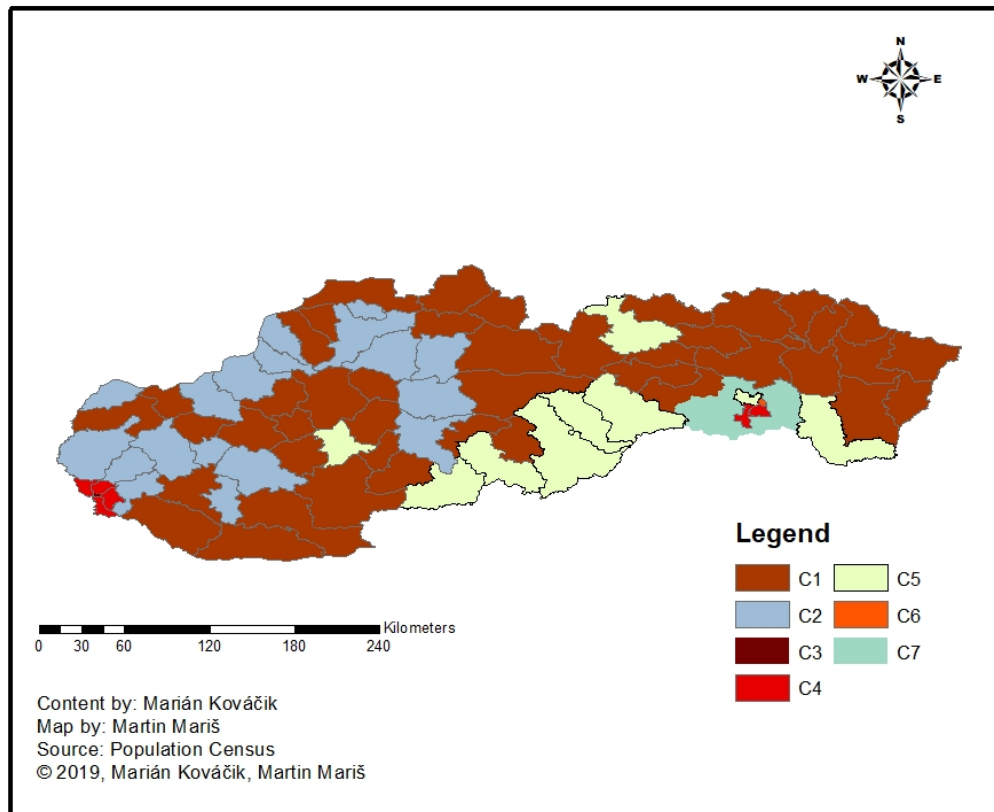 N
W E
S
Legend
C1 C5
C2 C6
C3 C7
C4
Kilometers
0 30 60 120 180 240
Content by: Marián Kováčik
Map by: Martin Mariš
Source: Population Census
© 2019, Marián Kováčik, Martin Mariš